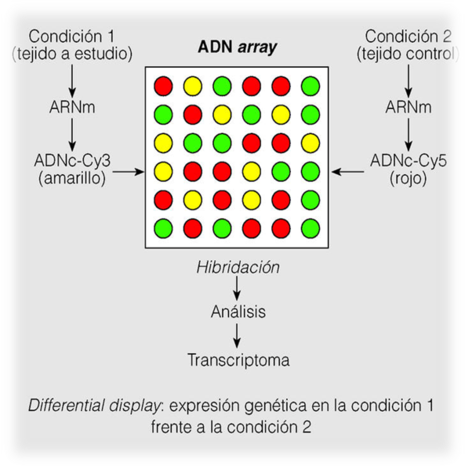 Condición 1
(tejido a estudio)
ADN array
Condición 2
(tejido control)
ARNm
ARNm
ADNc-Cy3
(amarillo)
ADNc-Cy5
(rojo)
Hibridación
Análisis
Transcriptoma
Differential display: expresión genética en la condición 1
frente a la condición 2